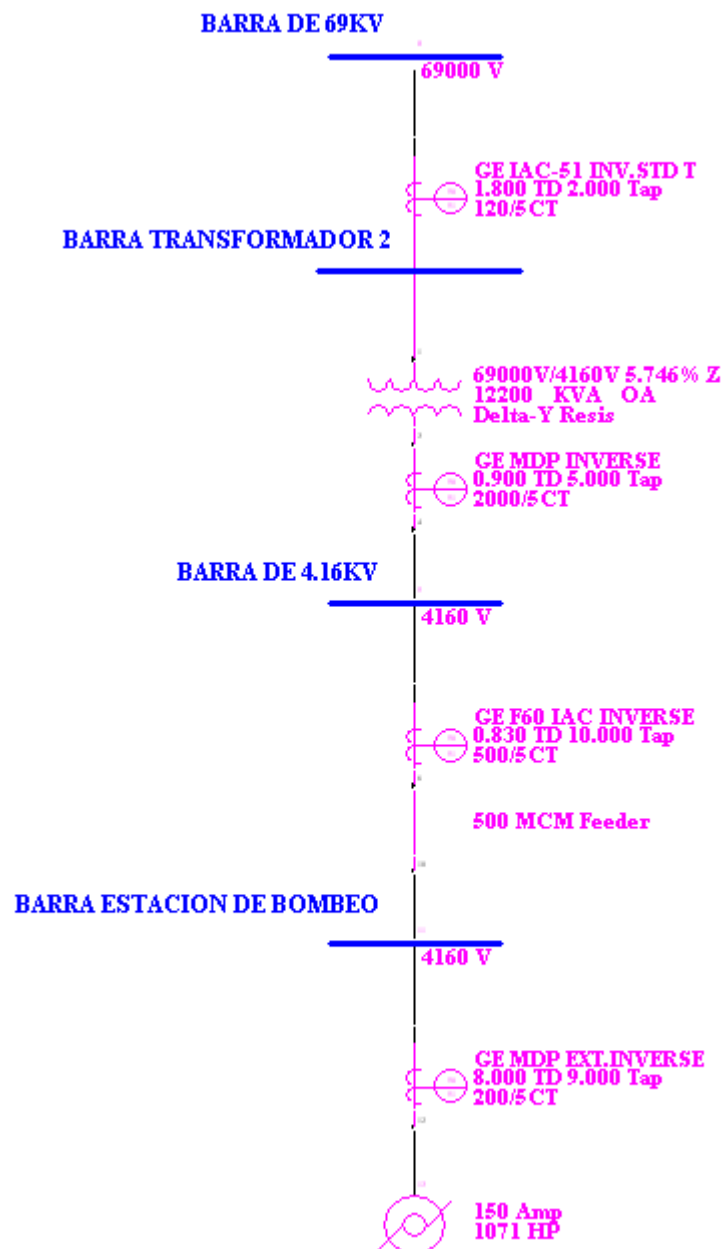 BARRA DE 69KV
69000 V
GE IAC-51 INV.STD T
1.800 TD 2.000 Tap
120/5CT
BARRA TRANSFORMADOR 2
69000V/4160V 5.746% Z
12200 KVA OA
Delta-Y Resis
GE MDP INVERSE
0.900 TD 5.000 Tap
2000/5CT
BARRA DE 4.16KV
4160 V
GE F60 IAC INVERSE
0.830 TD 10.000 Tap
500/5CT
500 MCM Feeder
BARRA ESTACION DE BOMBEO
4160 V
GE MDP EXT.INVERSE
8.000 TD 9.000 Tap
200/5CT
150 Amp
1071 HP